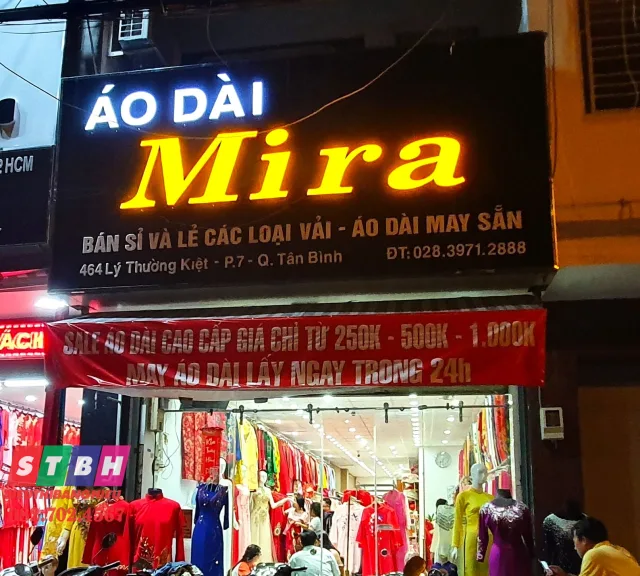 ÁO DÀI
Mira
BÁN SỈ VÀ LẺ CÁC LOẠI VẢI - ÁO DÀI MAY SẴN
464 Lý Thường Kiệt - P.7 - Q. Tân Bình ĐT: 028.3971.2888
HCM
ÁCH
SALE ÁO DÀI CAO CẤP GIÁ CHỈ TỪ 250K - 500K - 1.000K
MAY ÁO DÀI LẤY NGAY TRONG 24h
STBH